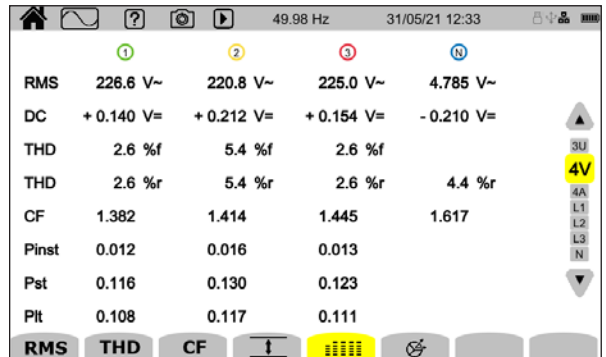 ? 49.98 Hz 31/05/21 12:33
1 2 3 N
RMS 226.6 V~ 220.8 V~ 225.0 V~ 4.785 V~
DC + 0.140 V= + 0.212 V= + 0.154 V= - 0.210 V=
THD 2.6 %f 5.4 %f 2.6 %f
THD 2.6 %r 5.4 %r 2.6 %r 4.4 %r
CF 1.382 1.414 1.445 1.617
Pinst 0.012 0.016 0.013
Pst 0.116 0.130 0.123
Plt 0.108 0.117 0.111
3U
4V
4A
L1
L2
L3
N
RMS THD CF